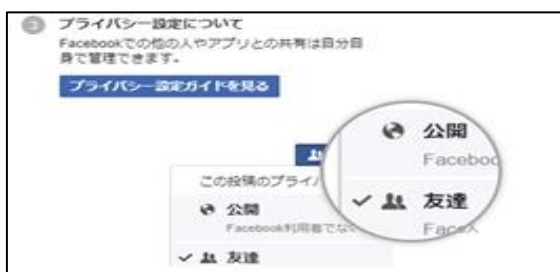 3 プライバシー設定について
Facebookでの他の人やアプリとの共有は自分自
身で管理できます。
プライバシー設定ガイドを見る
この投稿のプライバ
公開
Facebook利用者でない
友達
公開
Faceboo
友達
Face